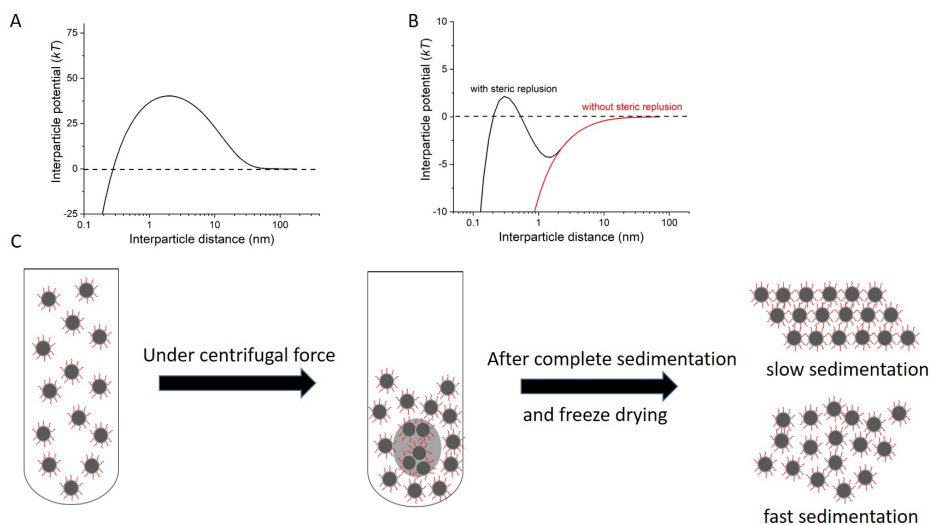 A
Interparticle potential (kT)
75
50
25
0
-25
0.1
1
10
100
Interparticle distance (nm)
B
Interparticle potential (kT)
10
5
0
-5
-10
with steric replusion
without steric repulsion
0.1
1
10
100
Interparticle distance (nm)
C
Under centrifugal force
After complete sedimentation
and freeze drying
slow sedimentation
fast sedimentation